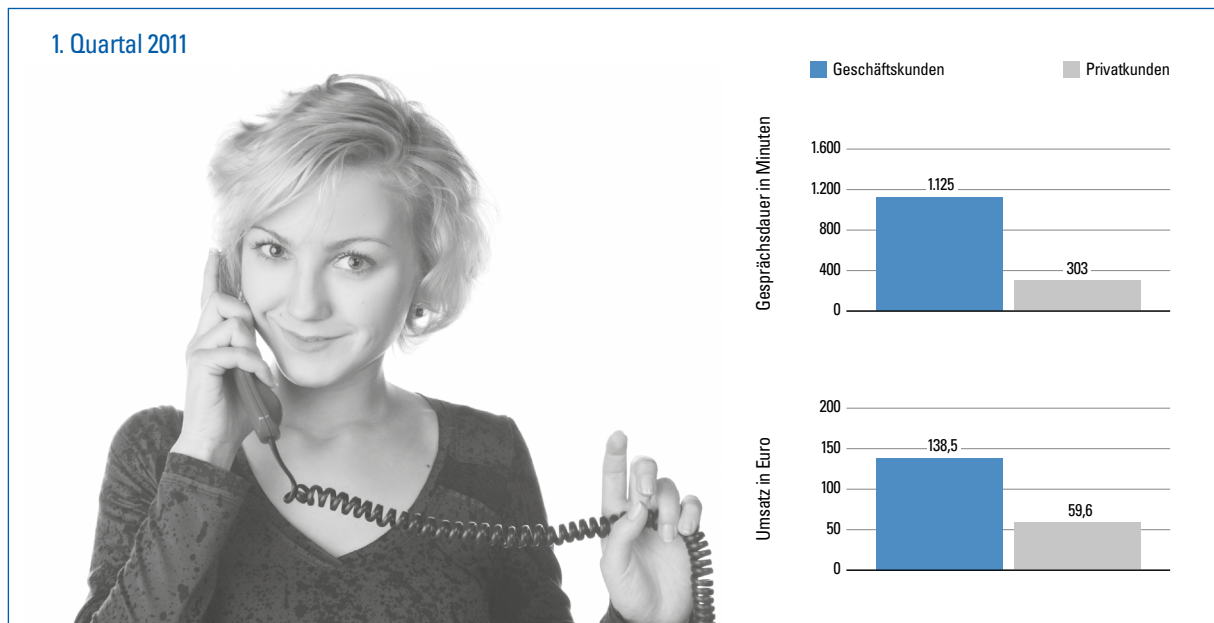 1. Quartal 2011
Geschäftskunden
Privatkunden
Gesprächsdauer in Minuten
1.600
1.200
800
400
0
1.125
303
Umsatz in Euro
200
150
100
50
0
138,5
59,6